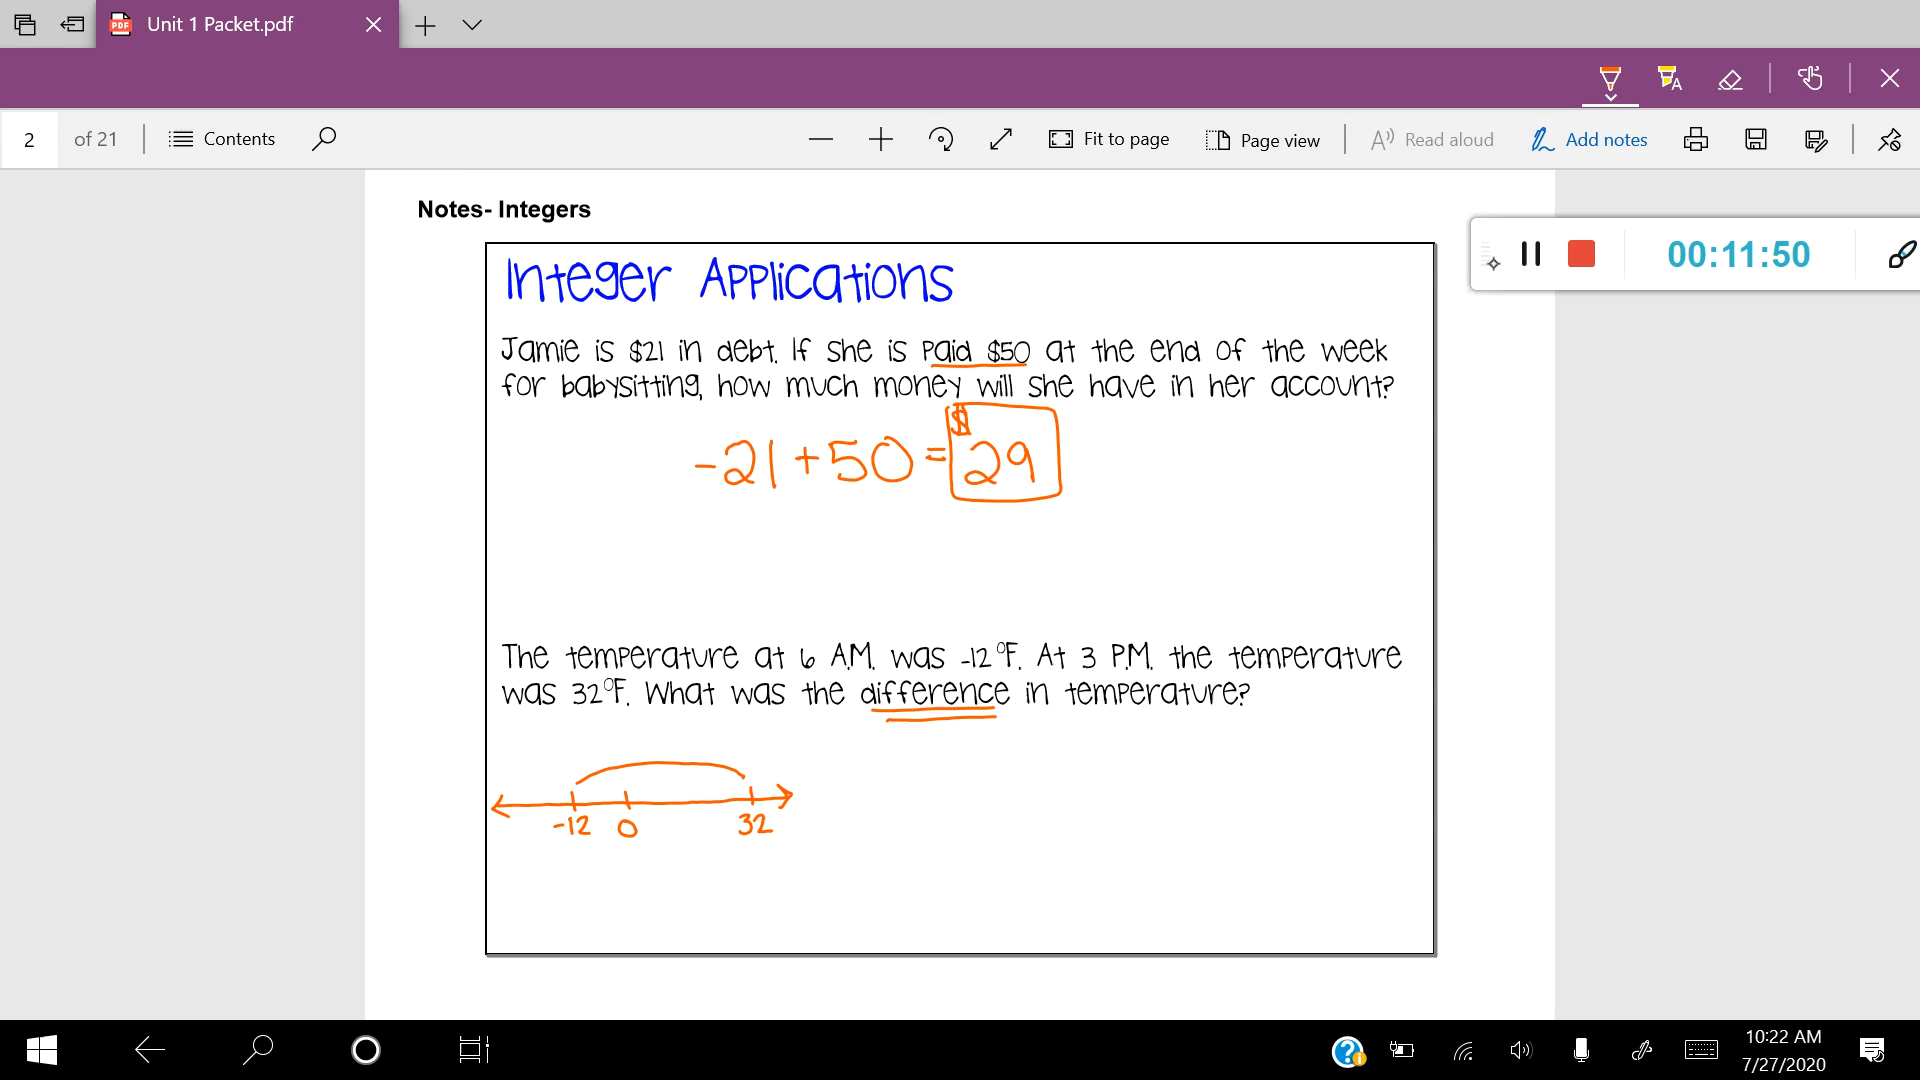 Unit 1 Packet.pdf
2 of 21 Contents Fit to page Page view Read aloud Add notes
Notes- Integers
00:11:50
Integer Applications
Jamie is $21 in debt. If she is paid $50 at the end of the week
for babysitting, how much money will she have in her account?
-21+50=$29
The temperature at 6 A.M. was -12°F. At 3 P.M. the temperature
was 32°F. What was the difference in temperature?
-12 0 32
10:22 AM
7/27/2020